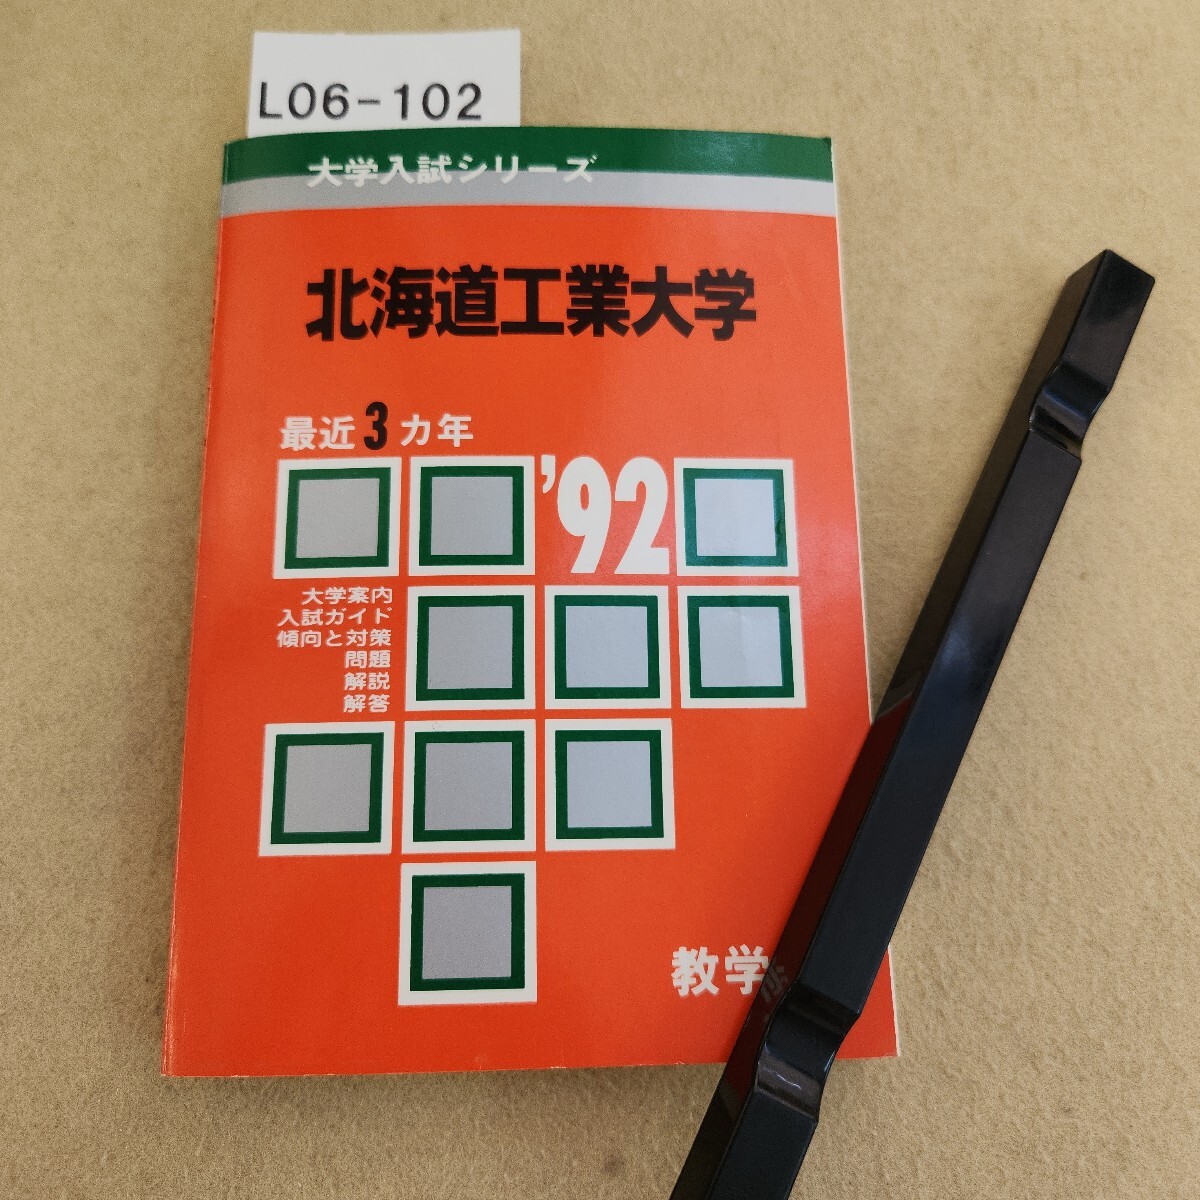 L06-102
大学入試シリーズ
北海道工業大学
最近3カ年
'92
大学案内
入試ガイド
傾向と対策
問題
解説
解答
教学